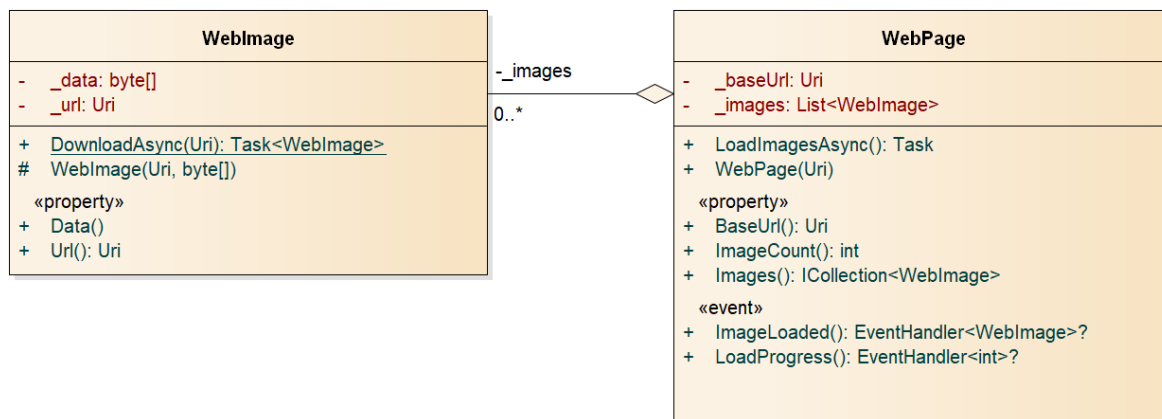 WebImage
- _data: byte[]
- _url: Uri
+ DownloadAsync(Uri): Task<WebImage>
# WebImage(Uri, byte[])
«property»
+ Data()
+ Url(): Uri
-_images
0..*
WebPage
- _baseUrl: Uri
- _images: List<WebImage>
+ LoadImagesAsync(): Task
+ WebPage(Uri)
«property»
+ BaseUrl(): Uri
+ ImageCount(): int
+ Images(): ICollection<WebImage>
«event»
+ ImageLoaded(): EventHandler<WebImage>?
+ LoadProgress(): EventHandler<int>?